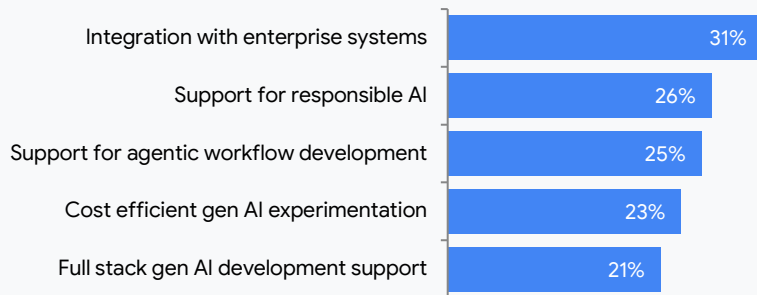 Integration with enterprise systems 31%
Support for responsible AI 26%
Support for agentic workflow development 25%
Cost efficient gen AI experimentation 23%
Full stack gen AI development support 21%